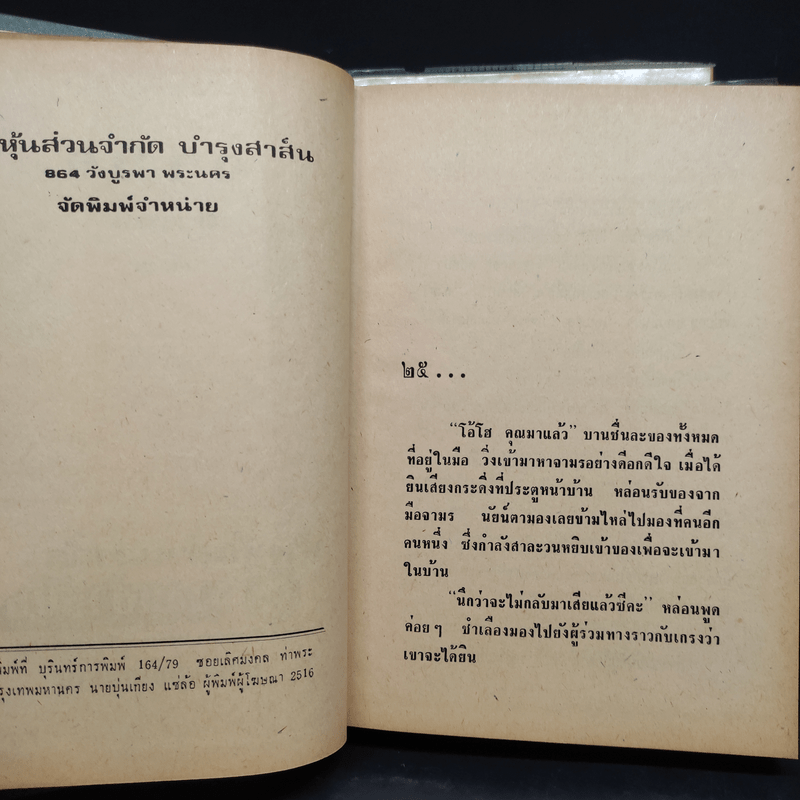 หุ้นส่วนจำกัด บำรุงสาส์น
864 วังบูรพา พระนคร
จัดพิมพ์จำหน่าย
พิมพ์ที่ บุรินทร์การพิมพ์ 164/79 ซอยเลิศมงคล ท่าพระ
รุงเทพมหานคร นายบุ่นเทียง แซ่ล้อ ผู้พิมพ์ผู้โฆษณา 2516
๒๕...
“โอ้โฮ คุณมาแล้ว” บานชื่นละของทั้งหมด
ที่อยู่ในมือ วิ่งเข้ามาหาจามรอย่างดีอกดีใจ เมื่อได้
ยินเสียงกระดิ่งที่ประตูหน้าบ้าน หล่อนรับของจาก
มือจามร นัยน์ตามองเลยข้ามไหล่ไปมองที่คนอีก
คนหนึ่ง ซึ่งกำลังสาละวนหยิบเข้าของเพื่อจะเข้ามา
ในบ้าน
“นึกว่าจะไม่กลับมาเสียแล้วซีคะ” หล่อนพูด
ค่อยๆ ชำเลืองมองไปยังผู้ร่วมทางราวกับเกรงว่า
เขาจะได้ยิน